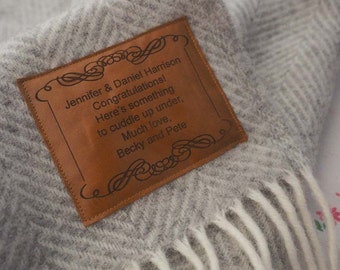 Jennifer & Daniel Harrison
Congratulations!
Here's something
to cuddle up under.
Much love,
Becky and Pete